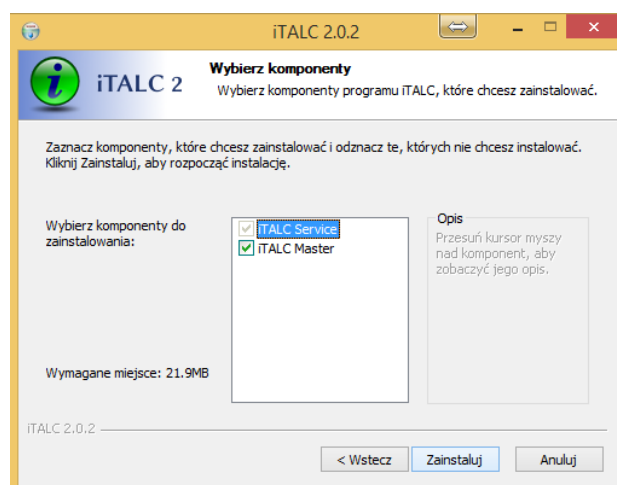 iTALC 2.0.2
iTALC 2
Wybierz komponenty
Wybierz komponenty programu iTALC, które chcesz zainstalować.
Zaznacz komponenty, które chcesz zainstalować i odznacz te, których nie chcesz instalować.
Kliknij Zainstaluj, aby rozpocząć instalację.
Wybierz komponenty do
zainstalowania:
iTALC Service
iTALC Master
Opis
Przesuń kursor myszy
nad komponent, aby
zobaczyć jego opis.
Wymagane miejsce: 21.9MB
iTALC 2.0.2
< Wstecz
Zainstaluj
Anuluj